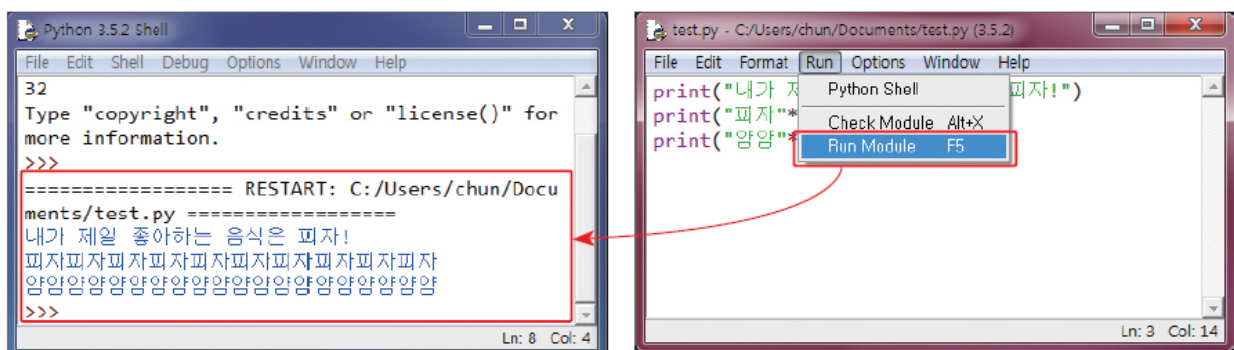 Python 3.5.2 Shell
File Edit Shell Debug Options Window Help
32
Type "copyright", "credits" or "license()" for
more information.
>>>
================== RESTART: C:/Users/chun/Docu
ments/test.py ==================
내가 제일 좋아하는 음식은 피자!
피자피자피자피자피자피자피자피자피자피자
얌얌얌얌얌얌얌얌얌얌얌얌얌얌얌얌얌얌얌얌
>>>
Ln: 8 Col: 4
test.py - C:/Users/chun/Documents/test.py (3.5.2)
File Edit Format Run Options Window Help
print("내가 피자!")
print("피자"*
print("얌얌"*
Python Shell
Check Module Alt+X
Run Module F5
Ln: 3 Col: 14